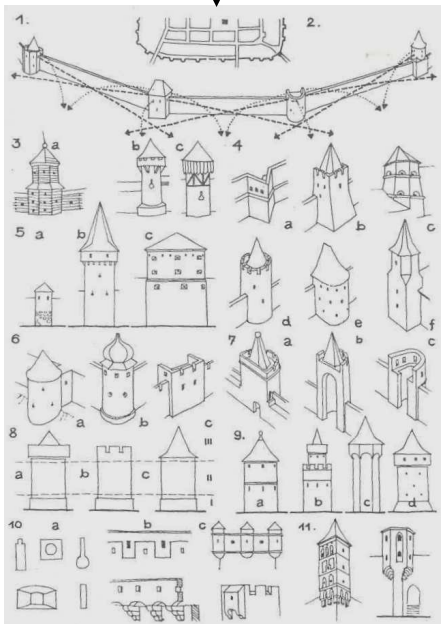 1. 2.
3 a b c 4
a b c
5 a b c
d e f
6 7 a b c
a b c
8 III 9.
a b c II a b c d
I
10 a b c 11.